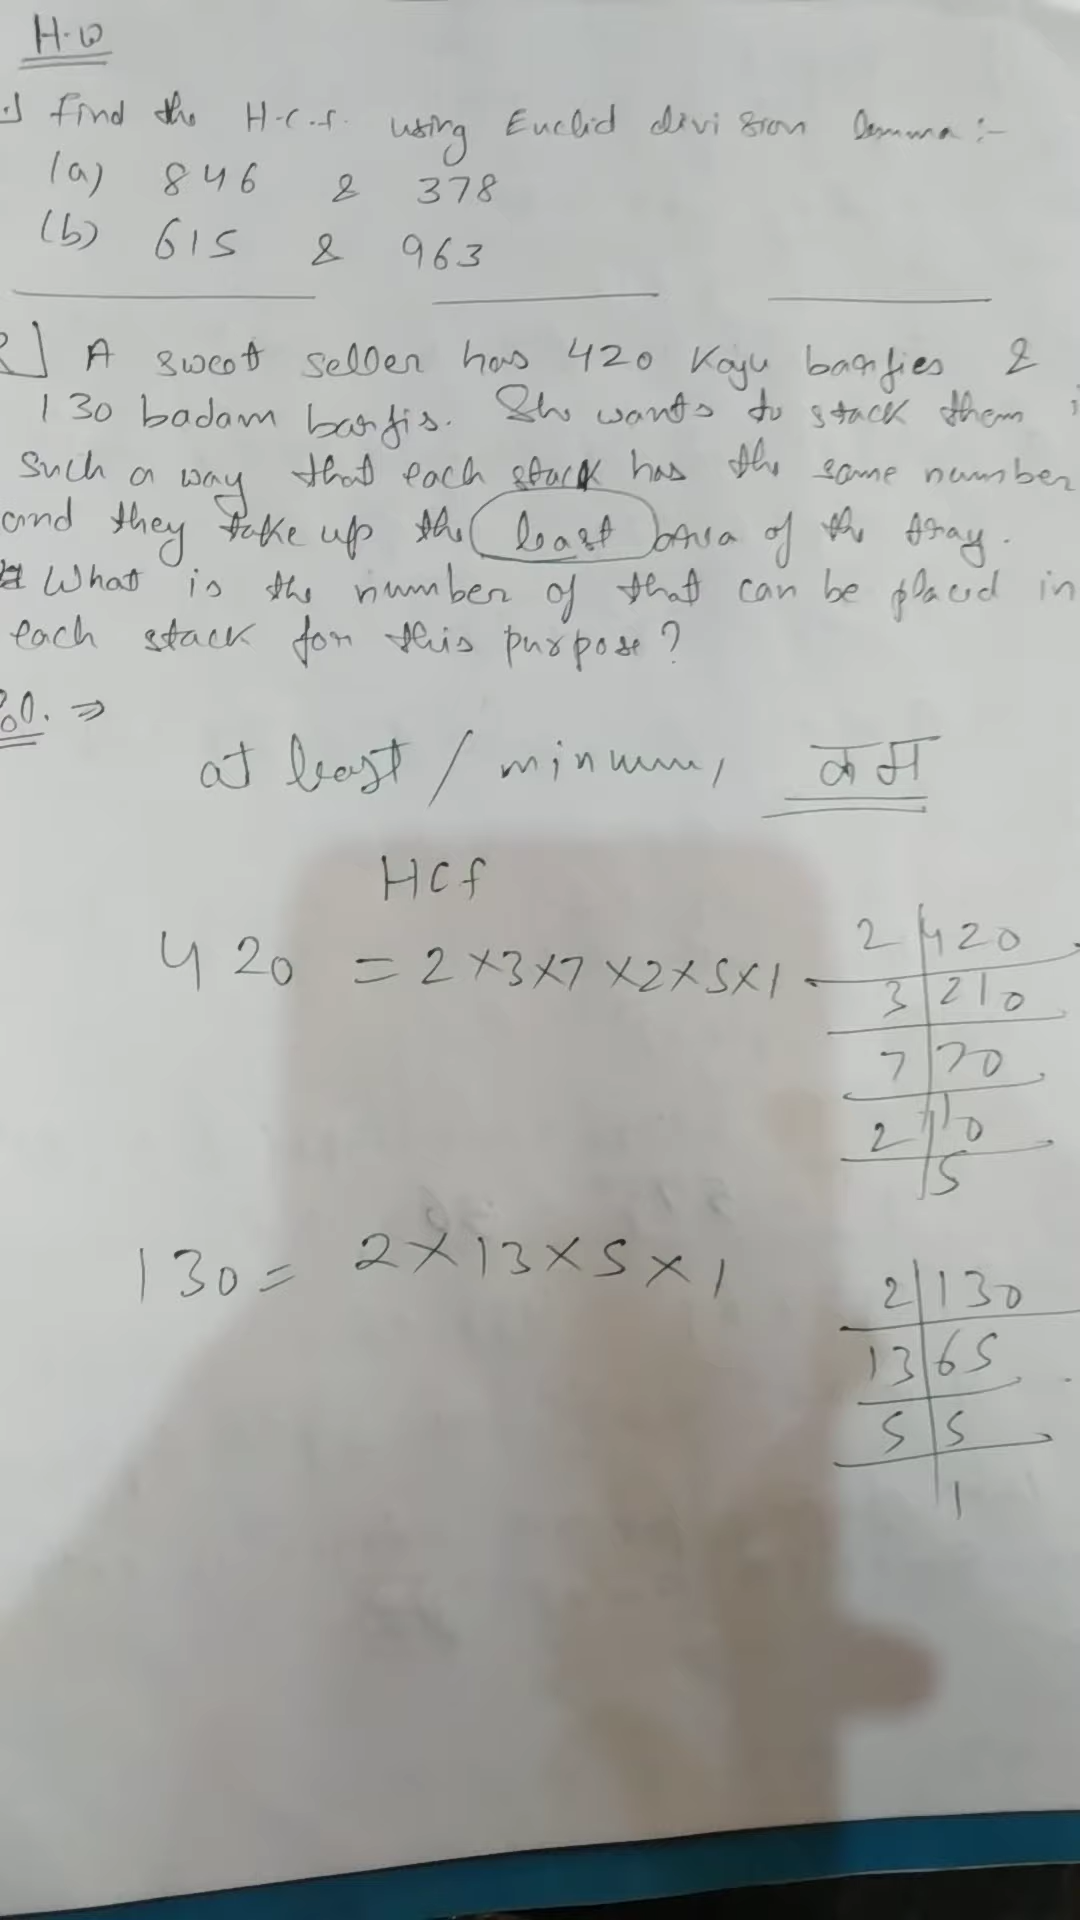 H.W
1] Find the H.C.f. using Euclid division lemma :-
(a) 846 & 378
(b) 615 & 963
2] A sweet seller has 420 Kaju barfies &
130 badam barfis. She wants to stack them i
such a way that each stack has the same number
and they take up the least area of the tray.
What is the number of that can be placed in
each stack for this purpose?
Sol. ⇒
at least / minimum, कम
HCf
420 = 2×3×7×2×5×1
2 | 420
3 | 210
7 | 70
2 | 10
5
130 = 2×13×5×1
2 | 130
13 | 65
5 | 5
1